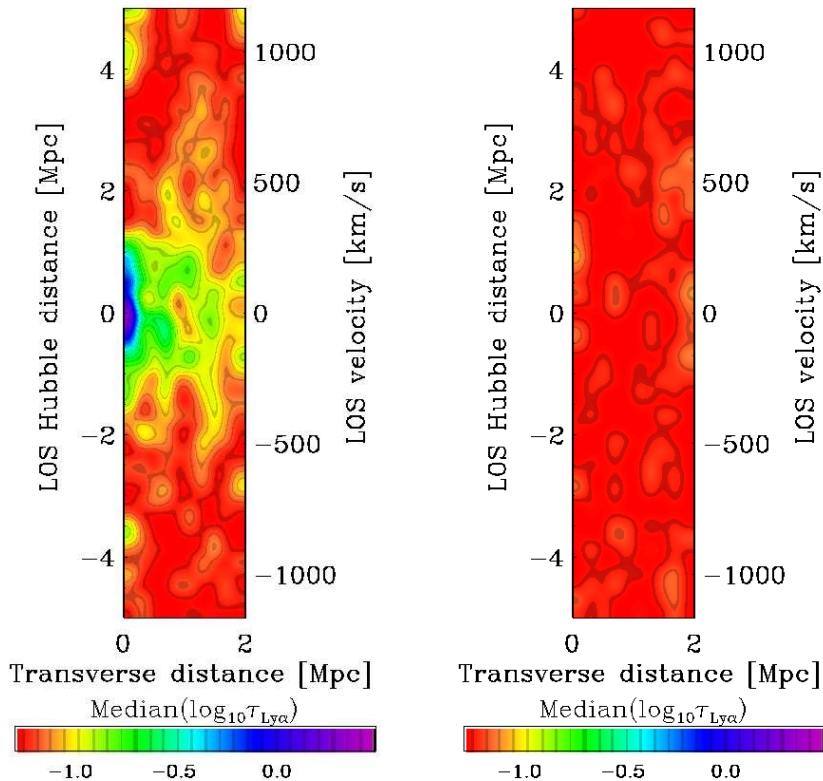 4
2
0
−2
−4
LOS Hubble distance [Mpc]
1000
500
0
−500
−1000
LOS velocity [km/s]
0 2
Transverse distance [Mpc]
Median(log₁₀τ_Lyα)
−1.0 −0.5 0.0
4
2
0
−2
−4
LOS Hubble distance [Mpc]
1000
500
0
−500
−1000
LOS velocity [km/s]
0 2
Transverse distance [Mpc]
Median(log₁₀τ_Lyα)
−1.0 −0.5 0.0